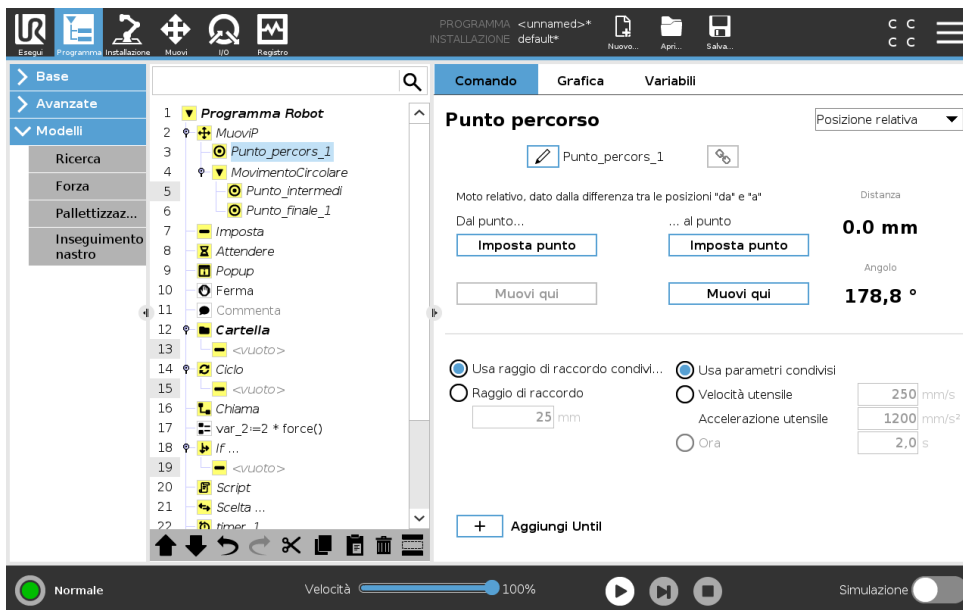 PROGRAMMA <unnamed>*
INSTALLAZIONE default*
Esegui Programma Installazione Muovi I/O Registro
Nuovo... Apri... Salva...
C C
C C
Base
Avanzate
Modelli
Ricerca
Forza
Pallettizzaz...
Inseguimento
nastro
1 Programma Robot
2 MuoviP
3 Punto_percors_1
4 MovimentoCircolare
5 Punto_intermedi
6 Punto_finale_1
7 Imposta
8 Attendere
9 Popup
10 Ferma
11 Commenta
12 Cartella
13 <vuoto>
14 Ciclo
15 <vuoto>
16 Chiama
17 var_2:=2 * force()
18 If ...
19 <vuoto>
20 Script
21 Scelta ...
22 timer_1
Comando Grafica Variabili
Punto percorso
Posizione relativa
Punto_percors_1
Moto relativo, dato dalla differenza tra le posizioni "da" e "a"
Dal punto... ... al punto
Imposta punto Imposta punto
Muovi qui Muovi qui
Distanza
0.0 mm
Angolo
178,8 °
Usa raggio di raccordo condivi...
Raggio di raccordo
25 mm
Usa parametri condivisi
Velocità utensile 250 mm/s
Accelerazione utensile 1200 mm/s²
Ora 2,0 s
+ Aggiungi Until
Normale
Velocità 100%
Simulazione